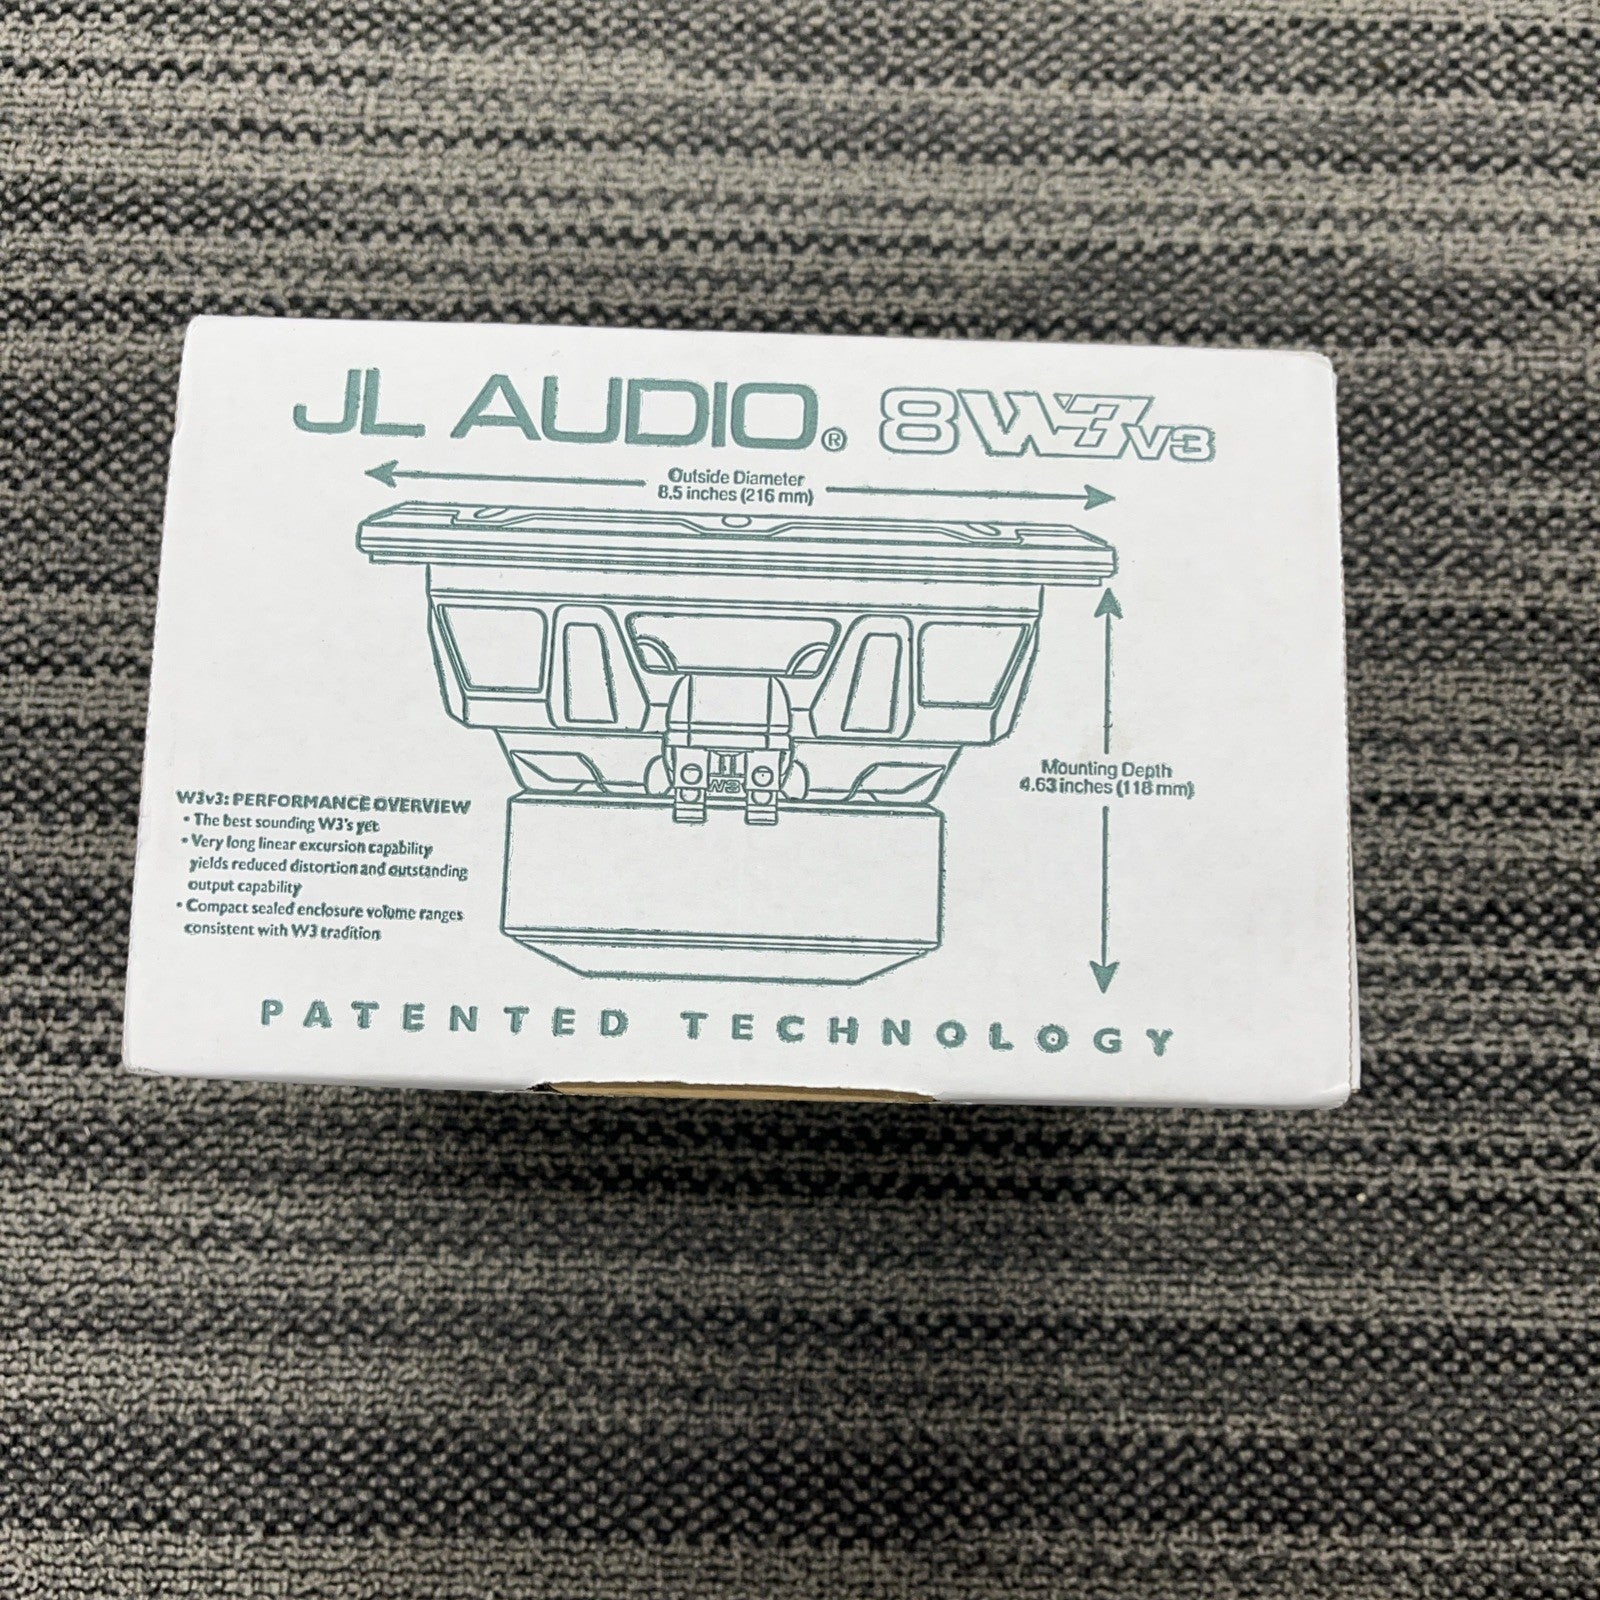 JL AUDIO® 8W3v3
Outside Diameter
8.5 inches (216 mm)
Mounting Depth
4.63 inches (118 mm)
W3
W3v3: PERFORMANCE OVERVIEW
• The best sounding W3's yet
• Very long linear excursion capability
yields reduced distortion and outstanding
output capability
• Compact sealed enclosure volume ranges
consistent with W3 tradition
PATENTED TECHNOLOGY